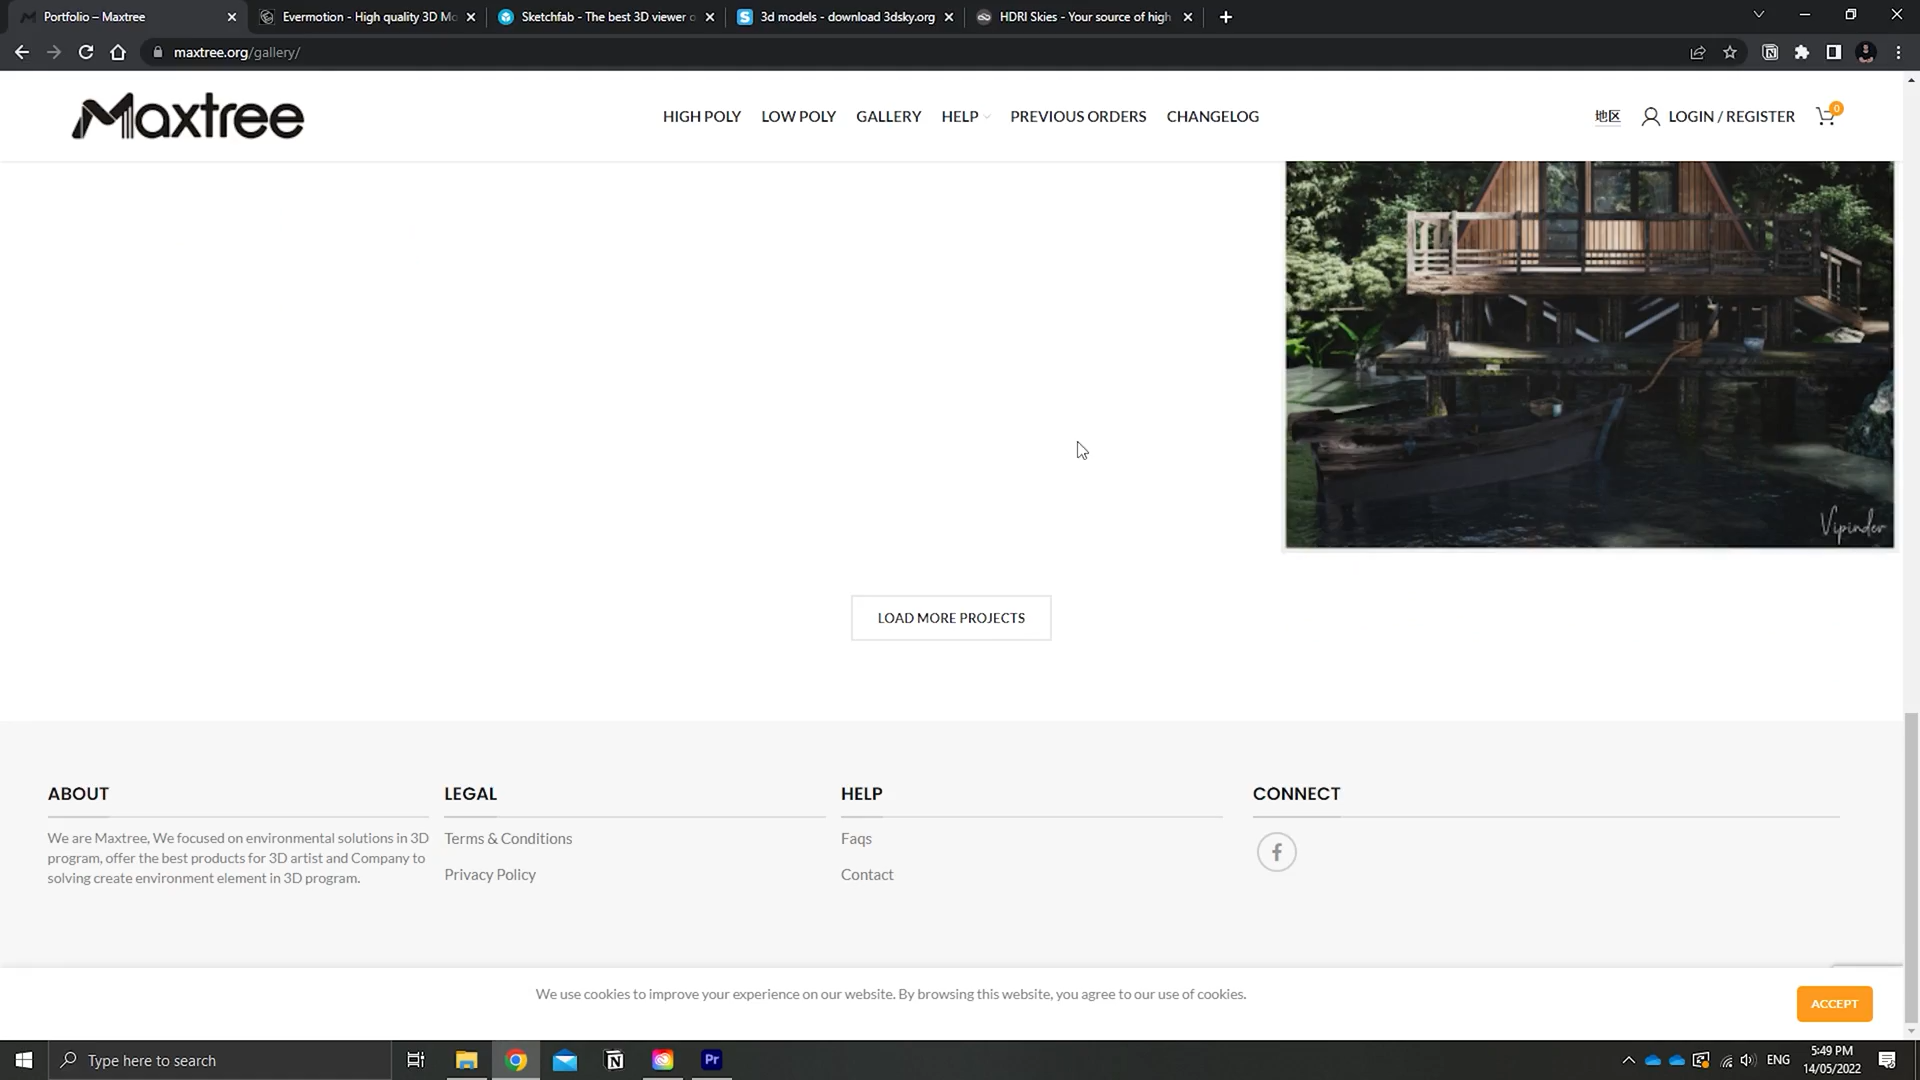 Portfolio – Maxtree
Evermotion - High quality 3D Mo
Sketchfab - The best 3D viewer o
3d models - download 3dsky.org
HDRI Skies - Your source of high
maxtree.org/gallery/
Maxtree
HIGH POLY LOW POLY GALLERY HELP PREVIOUS ORDERS CHANGELOG
地区 LOGIN / REGISTER 0
Vipinder
LOAD MORE PROJECTS
ABOUT
We are Maxtree, We focused on environmental solutions in 3D
program, offer the best products for 3D artist and Company to
solving create environment element in 3D program.
LEGAL
Terms & Conditions
Privacy Policy
HELP
Faqs
Contact
CONNECT
We use cookies to improve your experience on our website. By browsing this website, you agree to our use of cookies.
ACCEPT
Type here to search
Pr
ENG
5:49 PM
14/05/2022